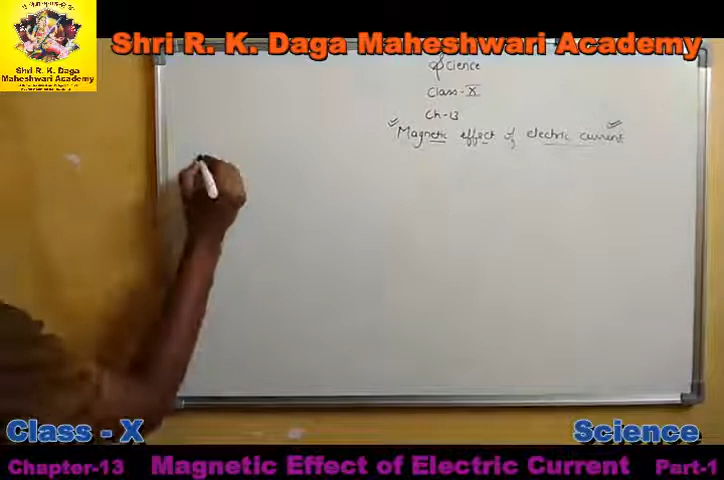 Shri R. K. Daga Maheshwari Academy
Shri R. K. Daga
Maheshwari Academy
Science
Class-X
Ch-13
Magnetic effect of electric current
Class - X
Science
Chapter-13 Magnetic Effect of Electric Current Part-1